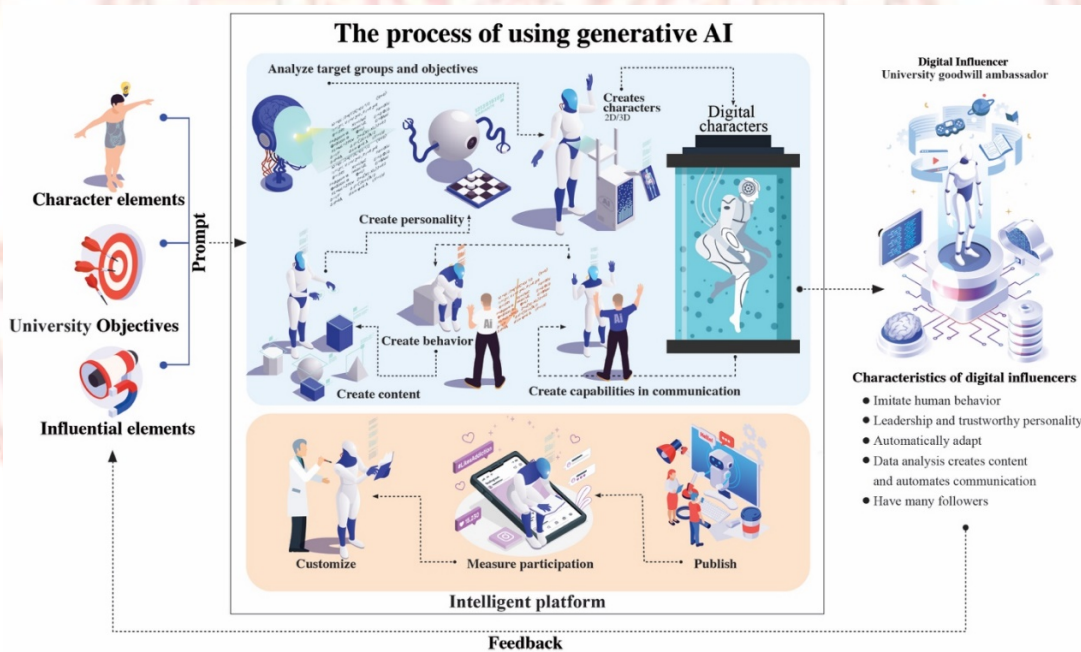 The process of using generative AI
Character elements
University Objectives
Influential elements
Prompt
Analyze target groups and objectives
Creates
characters
2D/3D
Digital
characters
Create personality
AI
Create behavior
Create content
Create capabilities in communication
Customize
Measure participation
Publish
Hello!
Intelligent platform
Digital Influencer
University goodwill ambassador
Characteristics of digital influencers
● Imitate human behavior
● Leadership and trustworthy personality
● Automatically adapt
● Data analysis creates content
and automates communication
● Have many followers
Feedback